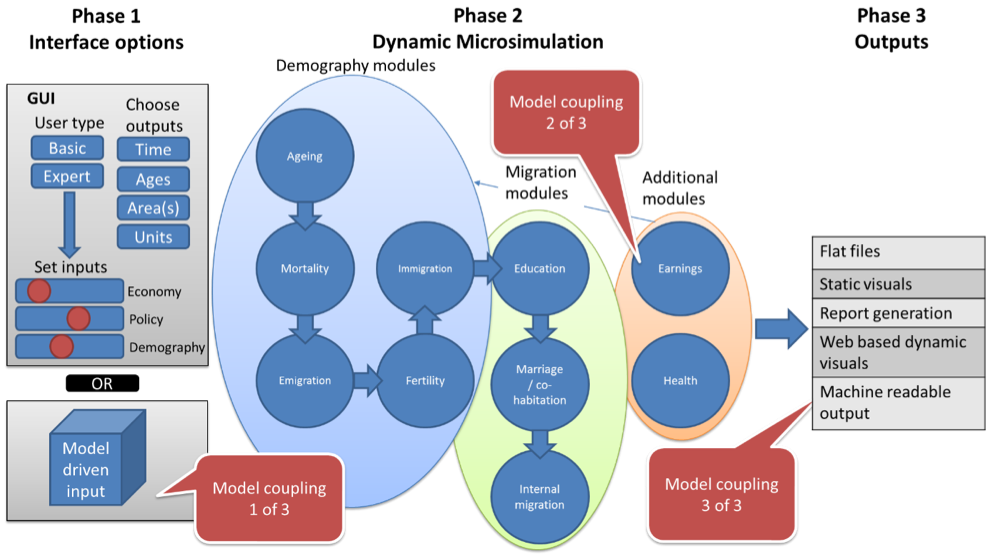 Phase 1
Interface options
Phase 2
Dynamic Microsimulation
Phase 3
Outputs
GUI
User type
Basic
Expert
Choose
outputs
Time
Ages
Area(s)
Units
Set inputs
Economy
Policy
Demography
OR
Model
driven
input
Model coupling
1 of 3
Demography modules
Ageing
Mortality
Emigration
Fertility
Immigration
Migration
modules
Education
Marriage
/ co-
habitation
Internal
migration
Model coupling
2 of 3
Additional
modules
Earnings
Health
Model coupling
3 of 3
Flat files
Static visuals
Report generation
Web based dynamic
visuals
Machine readable
output